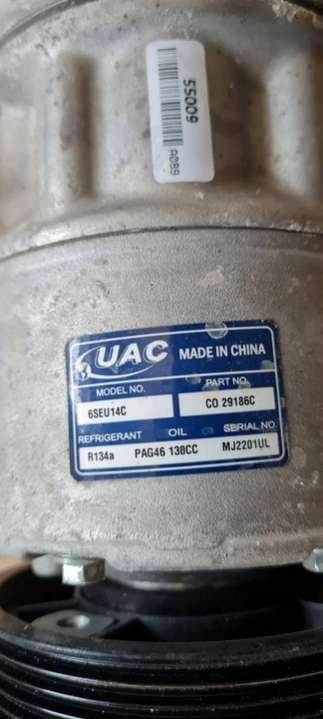 55009
A089
UAC MADE IN CHINA
MODEL NO. PART NO.
6SEU14C CO 29186C
REFRIGERANT OIL SERIAL NO.
R134a PAG46 138CC MJ2201UL